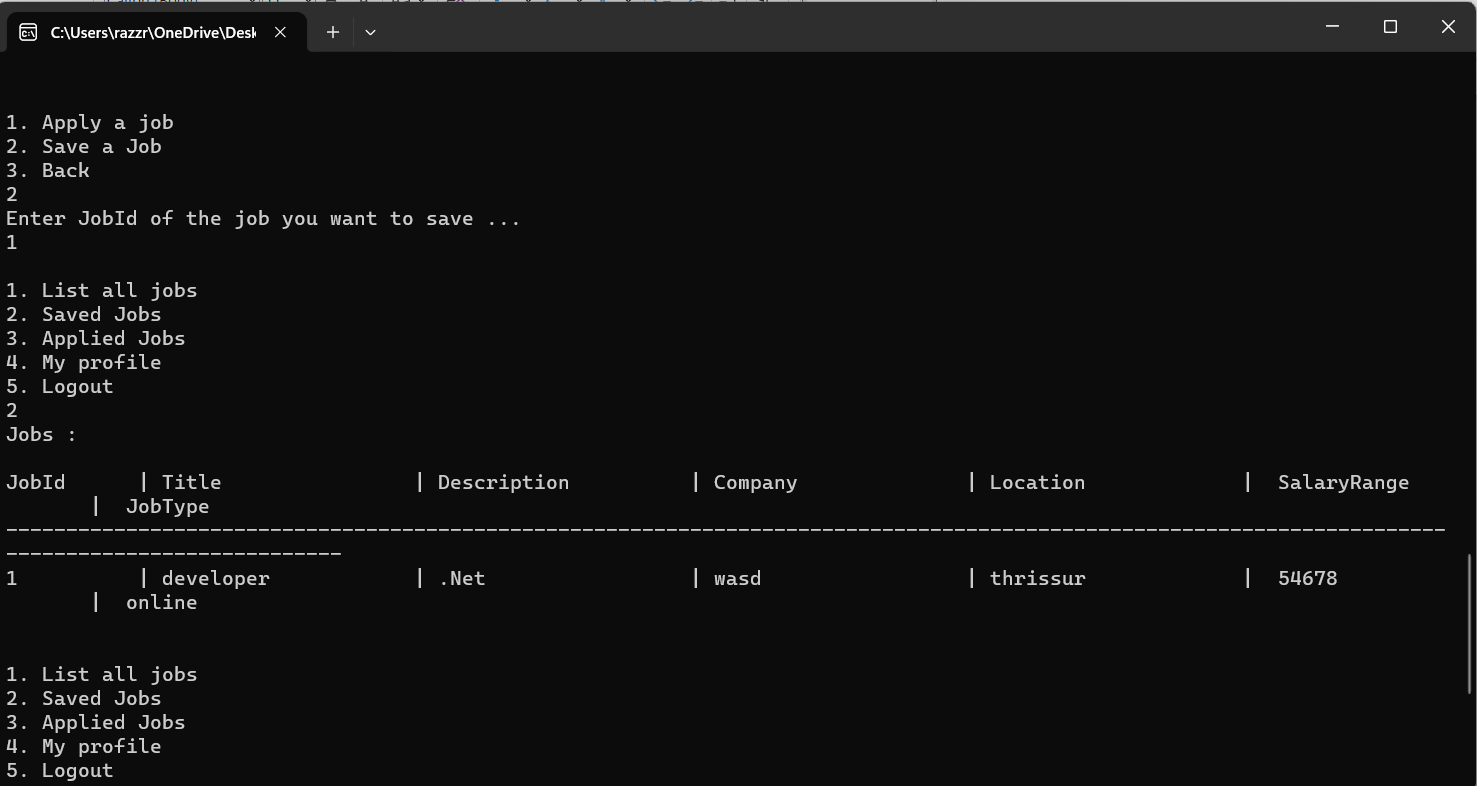 C:\Users\razzr\OneDrive\Desk
1. Apply a job
2. Save a Job
3. Back
2
Enter JobId of the job you want to save ...
1
1. List all jobs
2. Saved Jobs
3. Applied Jobs
4. My profile
5. Logout
2
Jobs :
JobId | Title | Description | Company | Location | SalaryRange
| JobType
------------------------------------------------------------------------------------------------------------------------
----------------------------
1 | developer | .Net | wasd | thrissur | 54678
| online
1. List all jobs
2. Saved Jobs
3. Applied Jobs
4. My profile
5. Logout